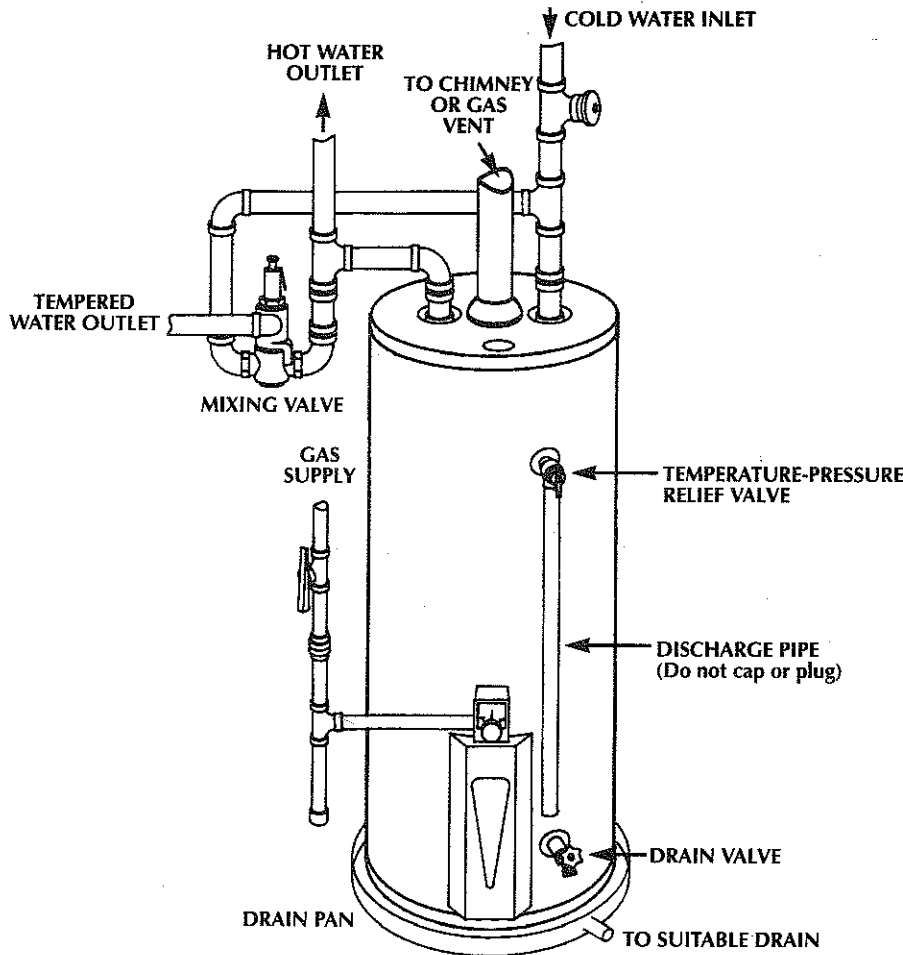 COLD WATER INLET
HOT WATER
OUTLET
TO CHIMNEY
OR GAS
VENT
TEMPERED
WATER OUTLET
MIXING VALVE
GAS
SUPPLY
TEMPERATURE-PRESSURE
RELIEF VALVE
DISCHARGE PIPE
(Do not cap or plug)
DRAIN VALVE
DRAIN PAN
TO SUITABLE DRAIN